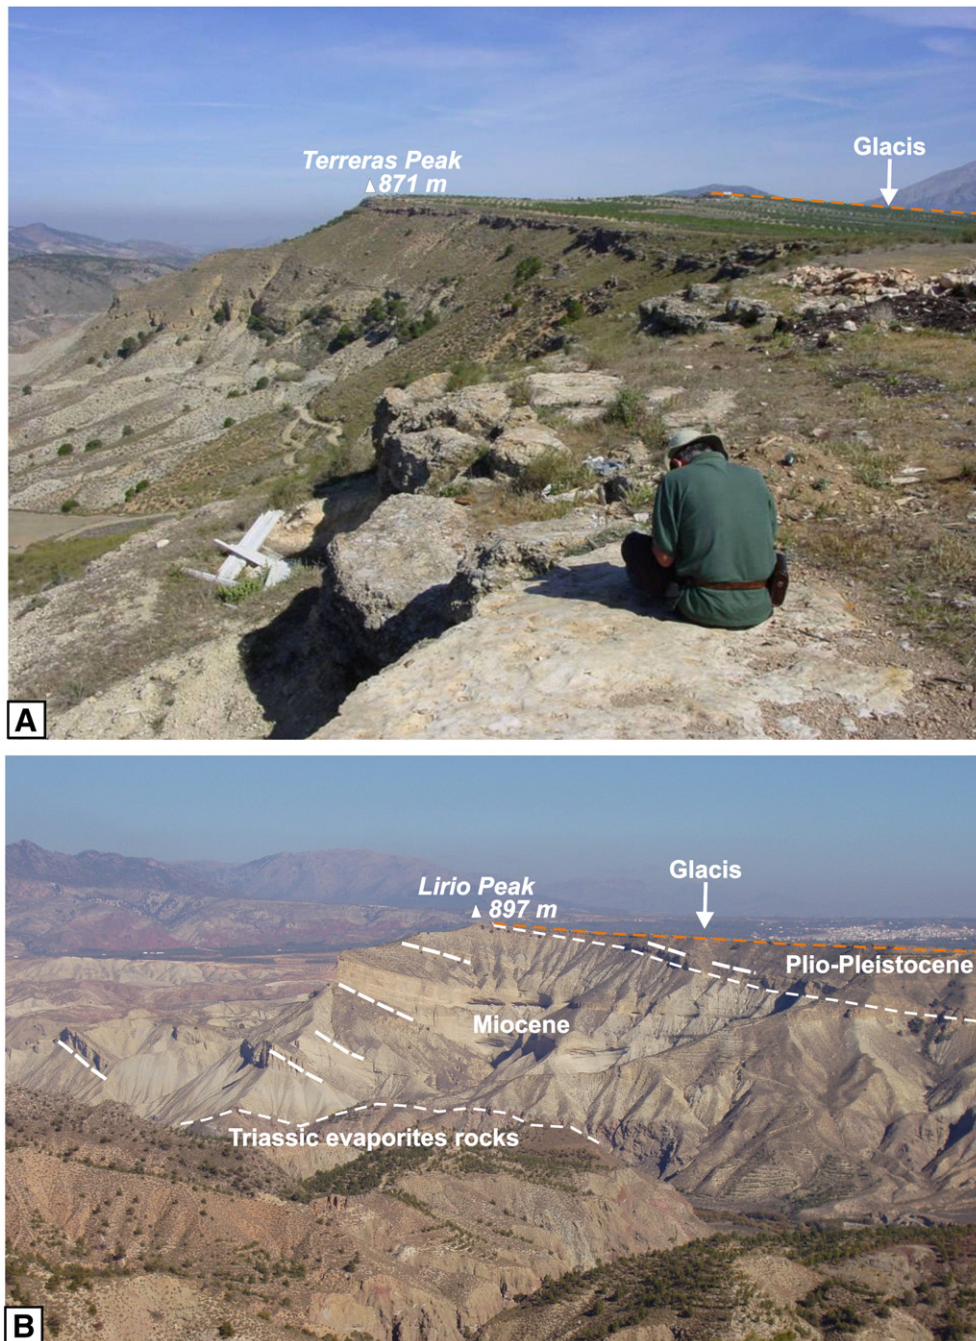 Terreras Peak
871 m
Glacis
A
Lirio Peak
897 m
Glacis
Plio-Pleistocene
Miocene
Triassic evaporites rocks
B